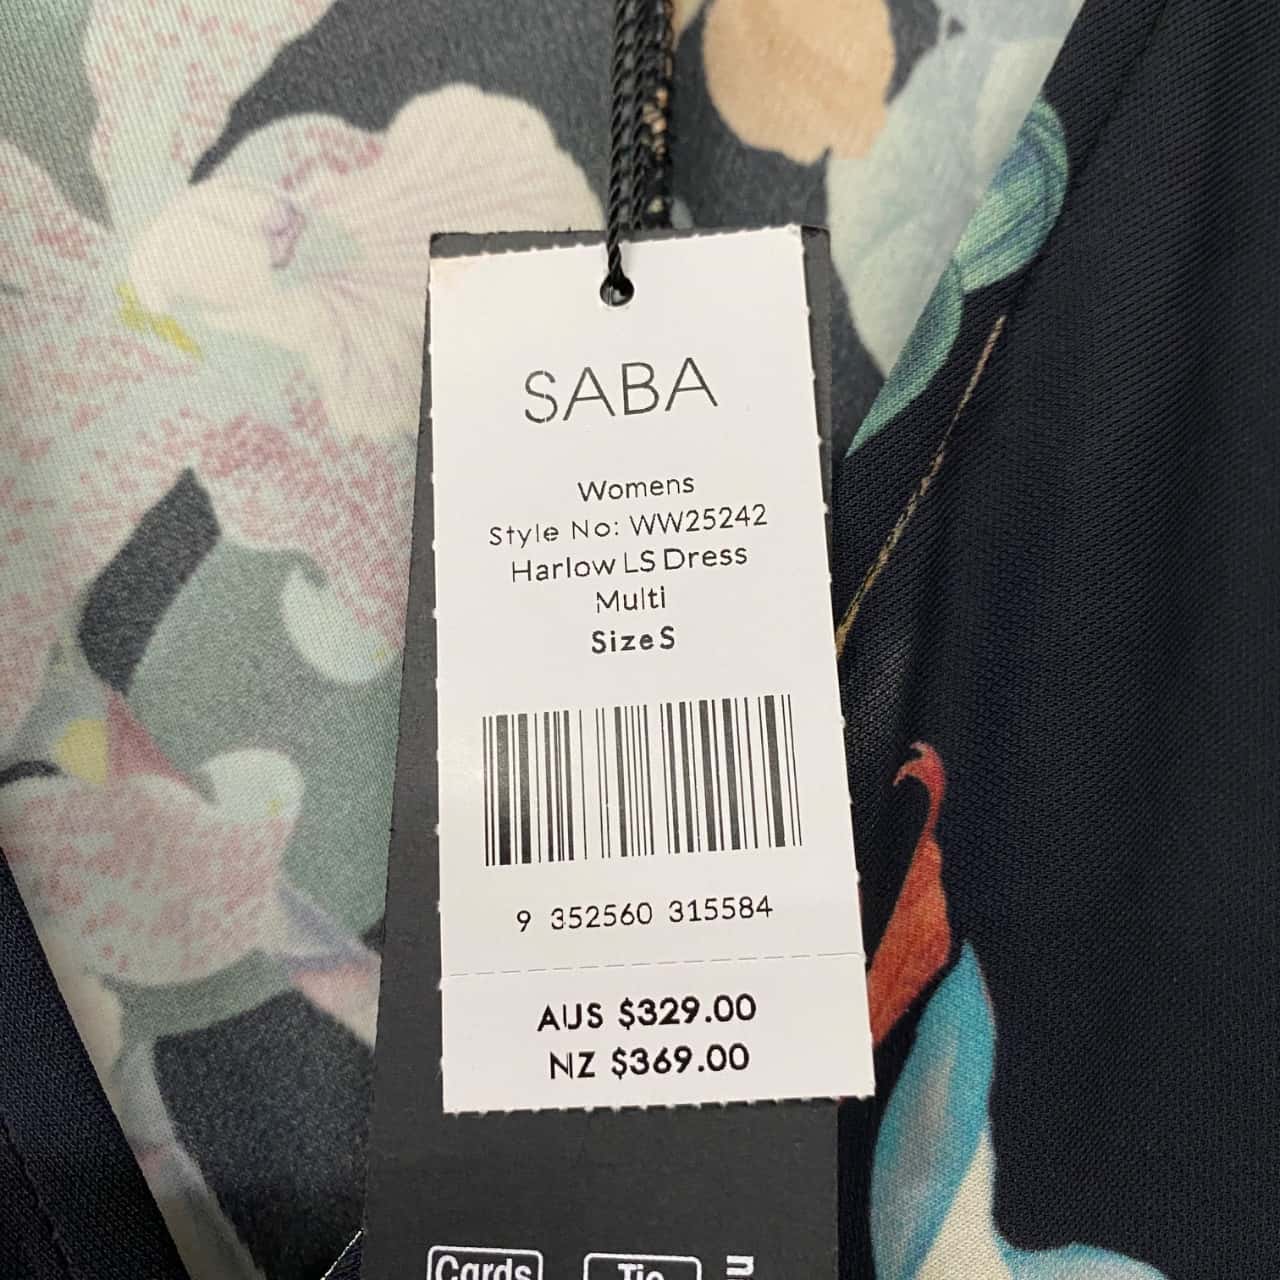 SABA
Womens
Style No: WW25242
Harlow LS Dress
Multi
Size S
9 352560 315584
AUS $329.00
NZ $369.00
Cards